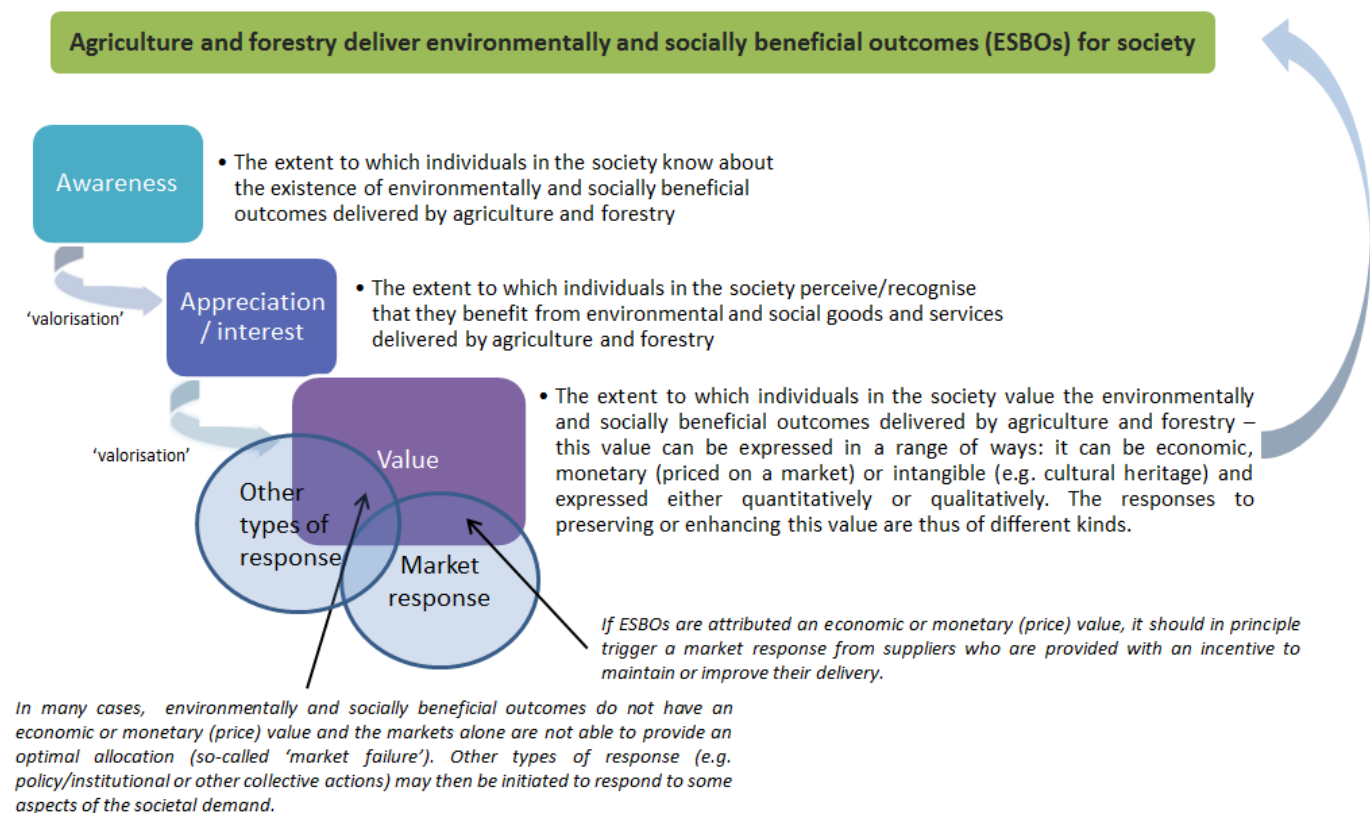 Agriculture and forestry deliver environmentally and socially beneficial outcomes (ESBOs) for society
Awareness
• The extent to which individuals in the society know about
the existence of environmentally and socially beneficial
outcomes delivered by agriculture and forestry
'valorisation'
Appreciation
/ interest
• The extent to which individuals in the society perceive/recognise
that they benefit from environmental and social goods and services
delivered by agriculture and forestry
'valorisation'
Value
• The extent to which individuals in the society value the environmentally
and socially beneficial outcomes delivered by agriculture and forestry –
this value can be expressed in a range of ways: it can be economic,
monetary (priced on a market) or intangible (e.g. cultural heritage) and
expressed either quantitatively or qualitatively. The responses to
preserving or enhancing this value are thus of different kinds.
Other
types of
response
Market
response
If ESBOs are attributed an economic or monetary (price) value, it should in principle
trigger a market response from suppliers who are provided with an incentive to
maintain or improve their delivery.
In many cases, environmentally and socially beneficial outcomes do not have an
economic or monetary (price) value and the markets alone are not able to provide an
optimal allocation (so-called 'market failure'). Other types of response (e.g.
policy/institutional or other collective actions) may then be initiated to respond to some
aspects of the societal demand.